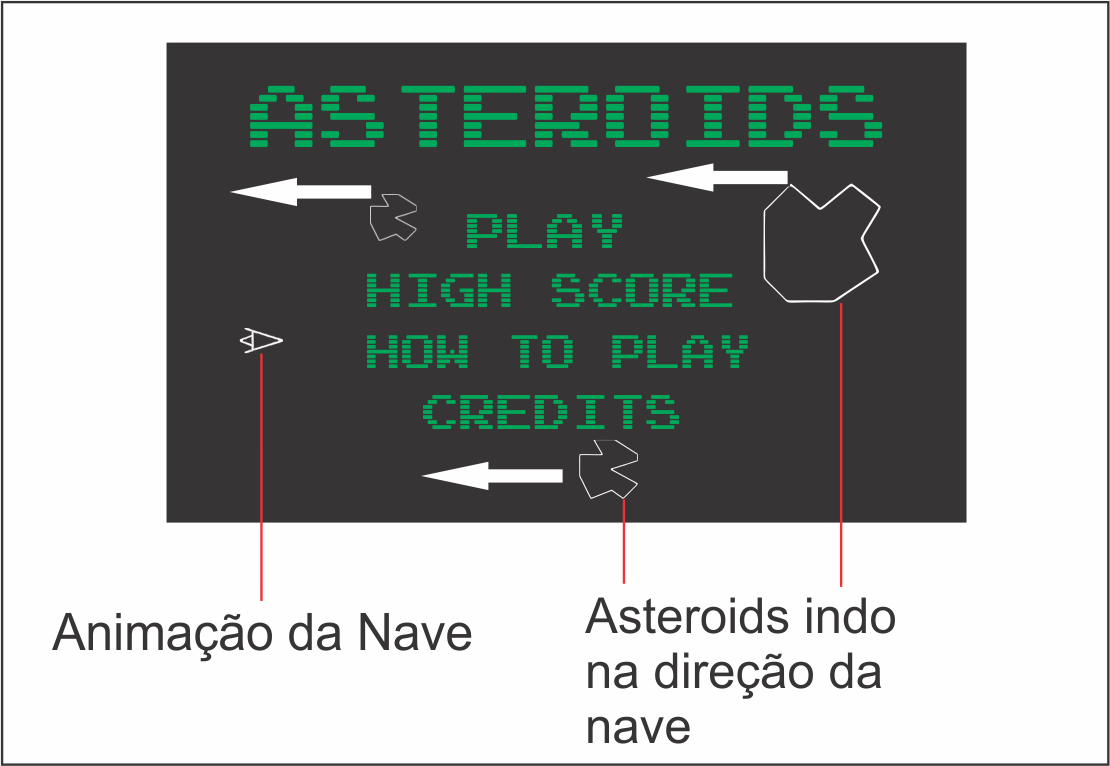 ASTEROIDS
PLAY
HIGH SCORE
HOW TO PLAY
CREDITS
Animação da Nave
Asteroids indo
na direção da
nave